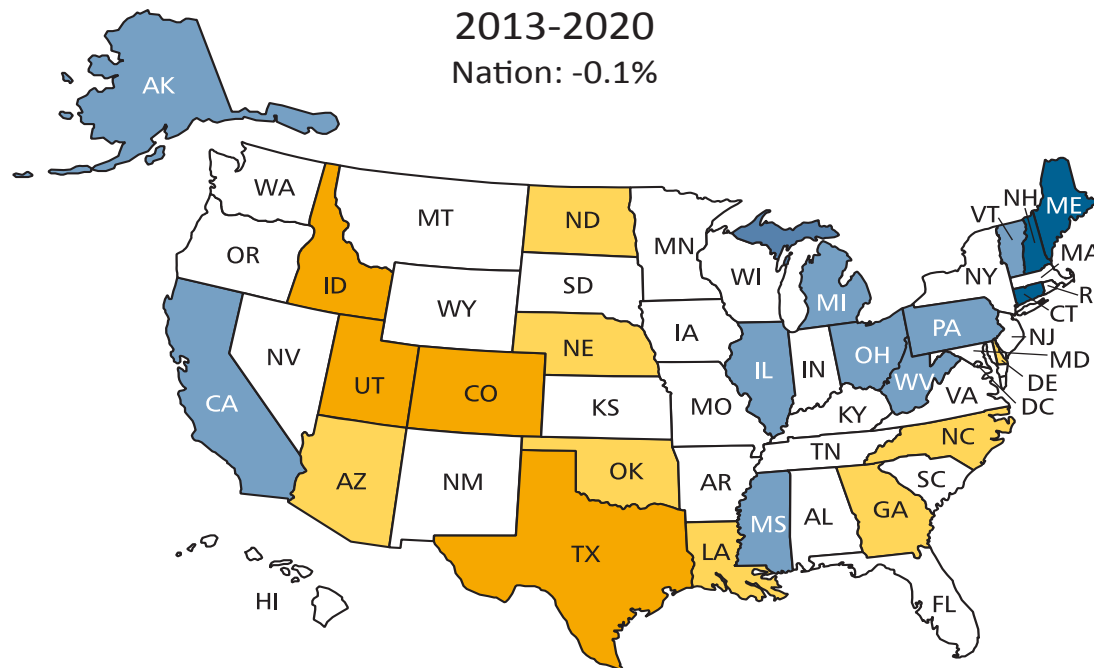 2013-2020
Nation: -0.1%
AK
WA
MT
ND
MN
VT
NH
ME
OR
ID
SD
WI
NY
MA
WY
MI
R
CT
IA
PA
NJ
NV
NE
IL
IN
OH
MD
UT
CO
WV
DE
CA
KS
MO
KY
VA
DC
TN
NC
AZ
NM
OK
AR
SC
MS
AL
GA
TX
LA
HI
FL